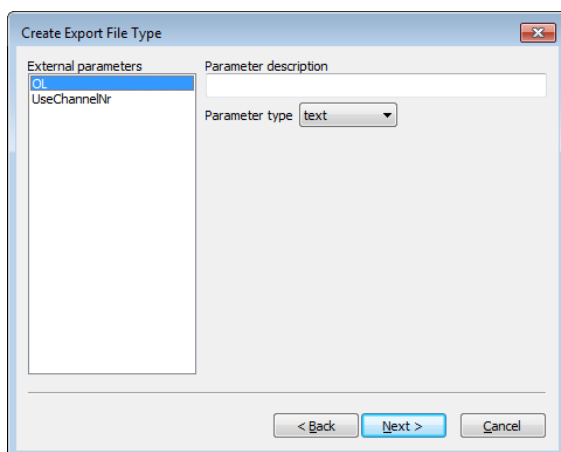 Create Export File Type
External parameters
OL
UseChannelNr
Parameter description
Parameter type text
< Back Next > Cancel